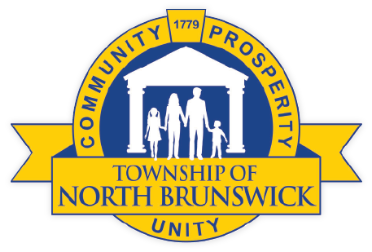 1779
COMMUNITY
PROSPERITY
TOWNSHIP OF
NORTH BRUNSWICK
UNITY